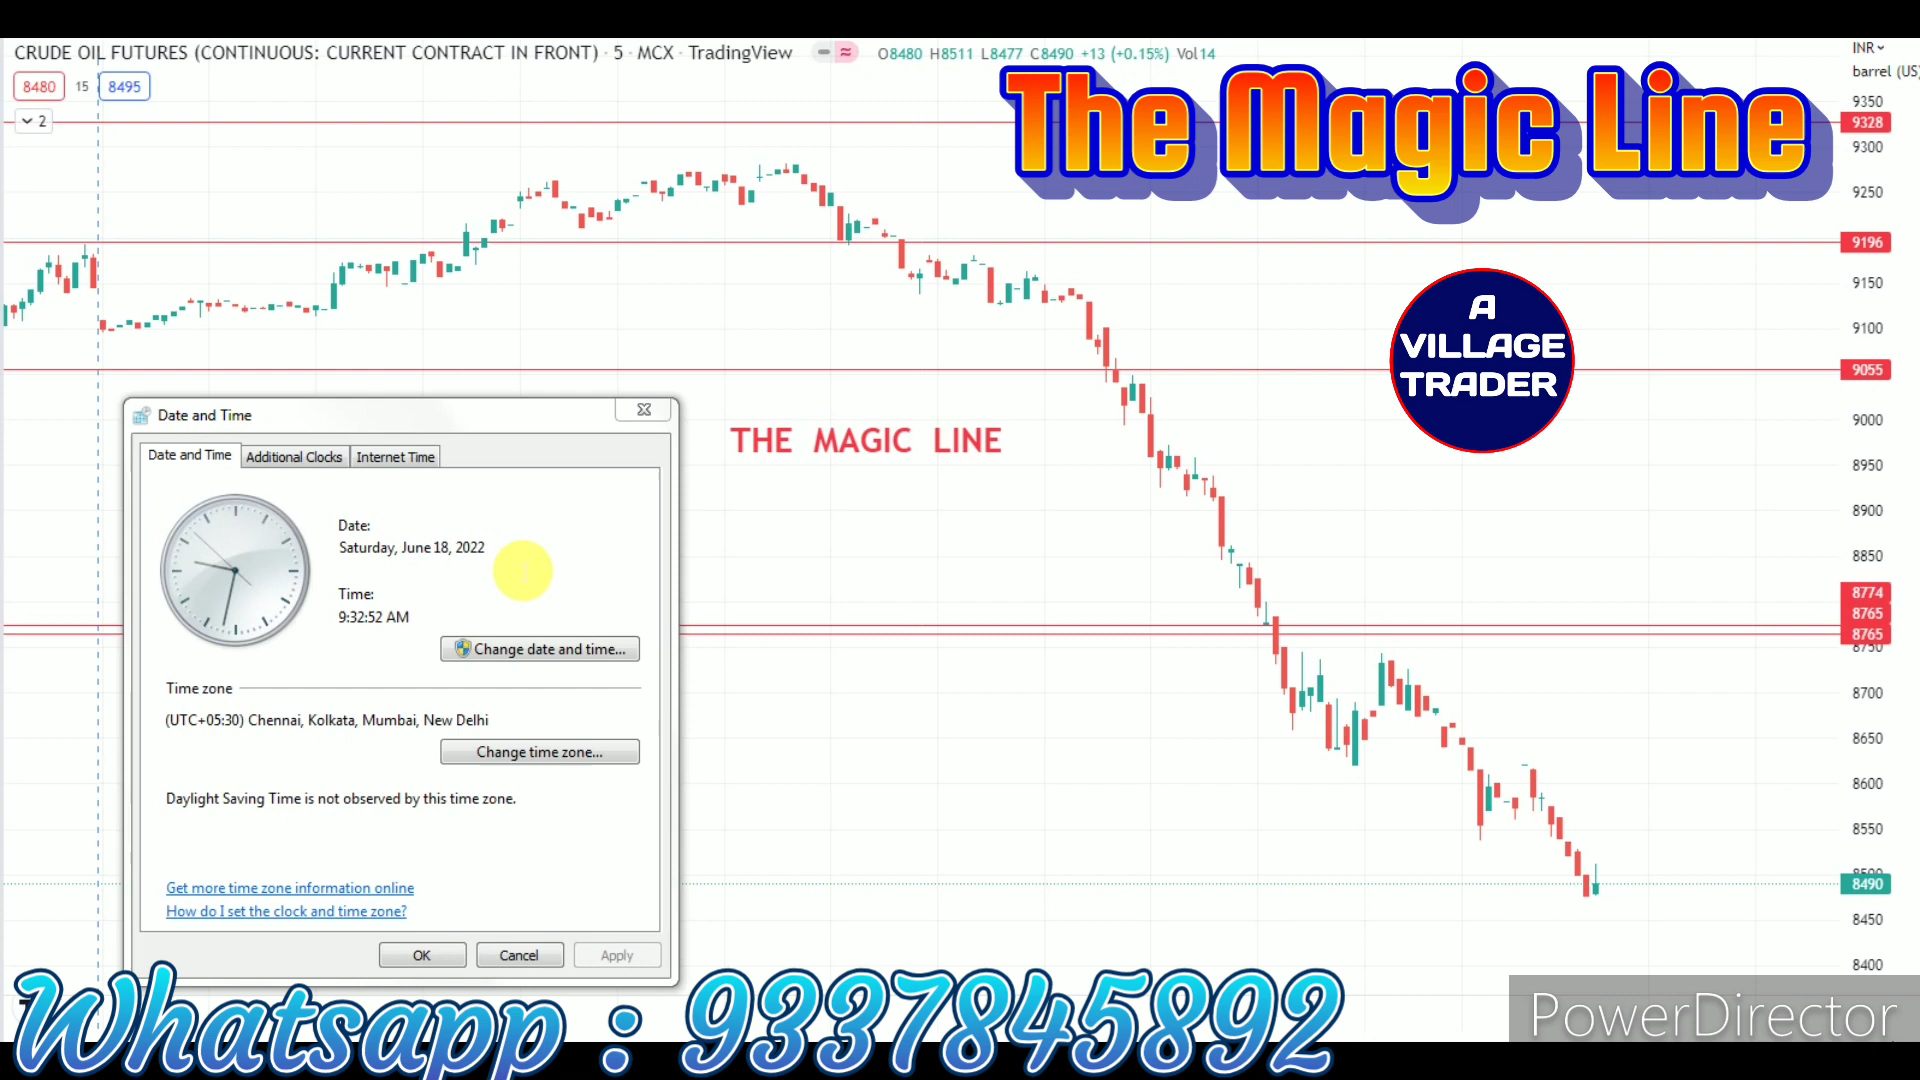 CRUDE OIL FUTURES (CONTINUOUS: CURRENT CONTRACT IN FRONT) · 5 · MCX · TradingView
O8480 H8511 L8477 C8490 +13 (+0.15%) Vol14
INR
barrel (US
8480 15 8495
2
The Magic Line
9350
9328
9300
9250
9196
9150
9100
9055
9000
8950
8900
8850
8774
8765
8765
8750
8700
8650
8600
8550
8490
8450
8400
A
VILLAGE
TRADER
THE MAGIC LINE
Date and Time
Date and Time Additional Clocks Internet Time
Date:
Saturday, June 18, 2022
Time:
9:32:52 AM
Change date and time...
Time zone
(UTC+05:30) Chennai, Kolkata, Mumbai, New Delhi
Change time zone...
Daylight Saving Time is not observed by this time zone.
Get more time zone information online
How do I set the clock and time zone?
OK Cancel Apply
Whatsapp : 9337845892
PowerDirector